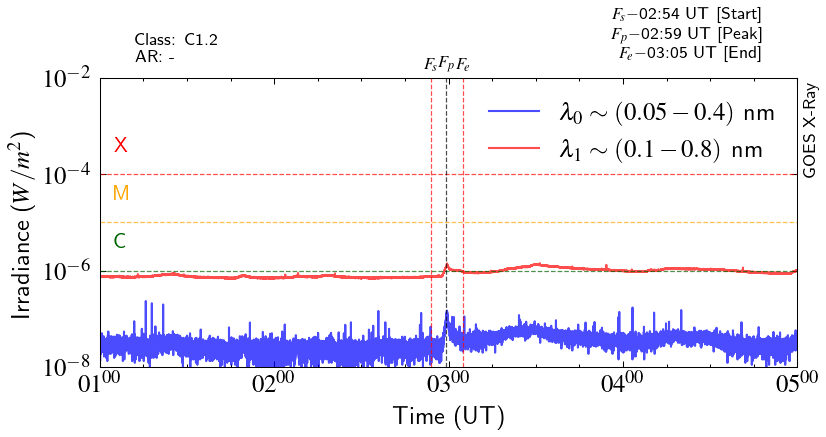 F_s−02:54 UT [Start]
Class: C1.2
F_p−02:59 UT [Peak]
AR: -
F_e−03:05 UT [End]
F_s F_p F_e
10^−2
λ_0 ∼ (0.05 − 0.4) nm
λ_1 ∼ (0.1 − 0.8) nm
X
10^−4
M
C
10^−6
10^−8
Irradiance (W/m^2)
GOES X-Ray
01^00 02^00 03^00 04^00 05^00
Time (UT)